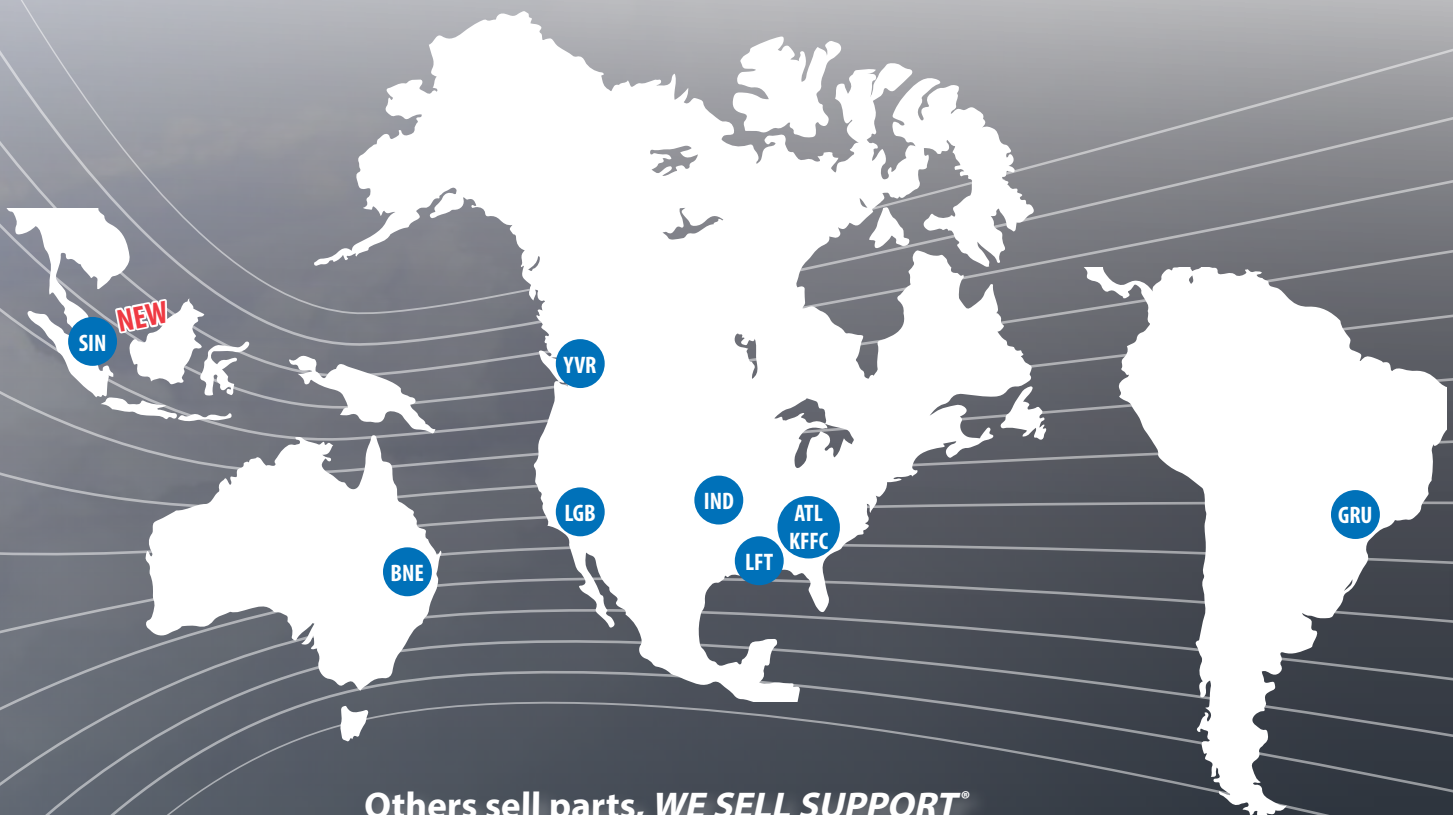 NEW
SIN
YVR
LGB
IND
ATL
KFFC
LFT
BNE
GRU
Others sell parts, WE SELL SUPPORT®